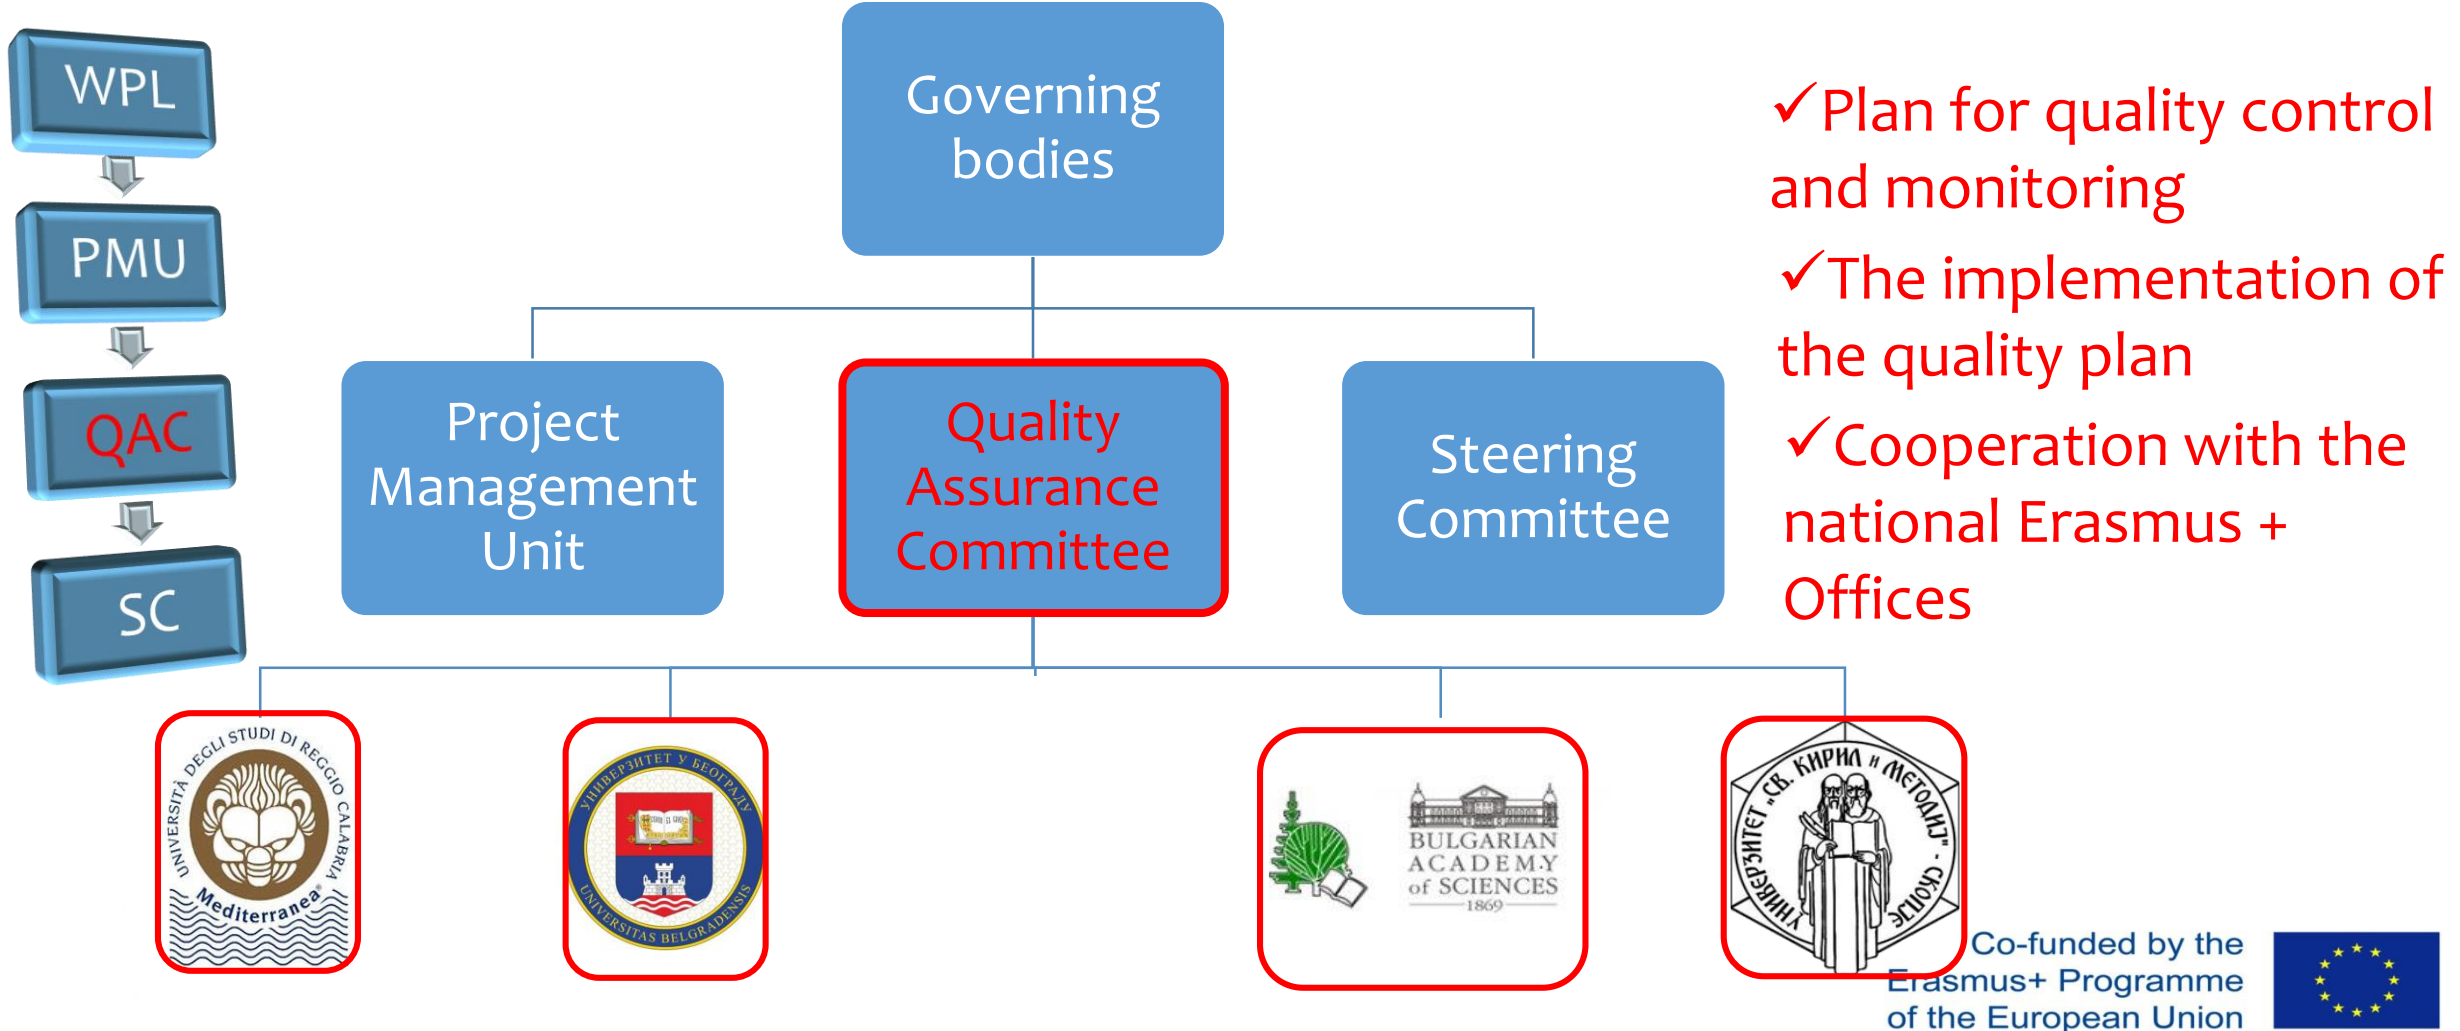 WPL
PMU
QAC
SC
Governing
bodies
Project
Management
Unit
Quality
Assurance
Committee
Steering
Committee
✓Plan for quality control
and monitoring
✓The implementation of
the quality plan
✓Cooperation with the
national Erasmus +
Offices
UNIVERSITÀ DEGLI STUDI DI REGGIO CALABRIA
Mediterranea
УНИВЕРЗИТЕТ У БЕОГРАДУ
UNIVERSITAS BELGRADENSIS
BULGARIAN
ACADEMY
of SCIENCES
1869
УНИВЕРЗИТЕТ „СВ. КИРИЛ И МЕТОДИЈ" - СКОПЈЕ
Co-funded by the
Erasmus+ Programme
of the European Union